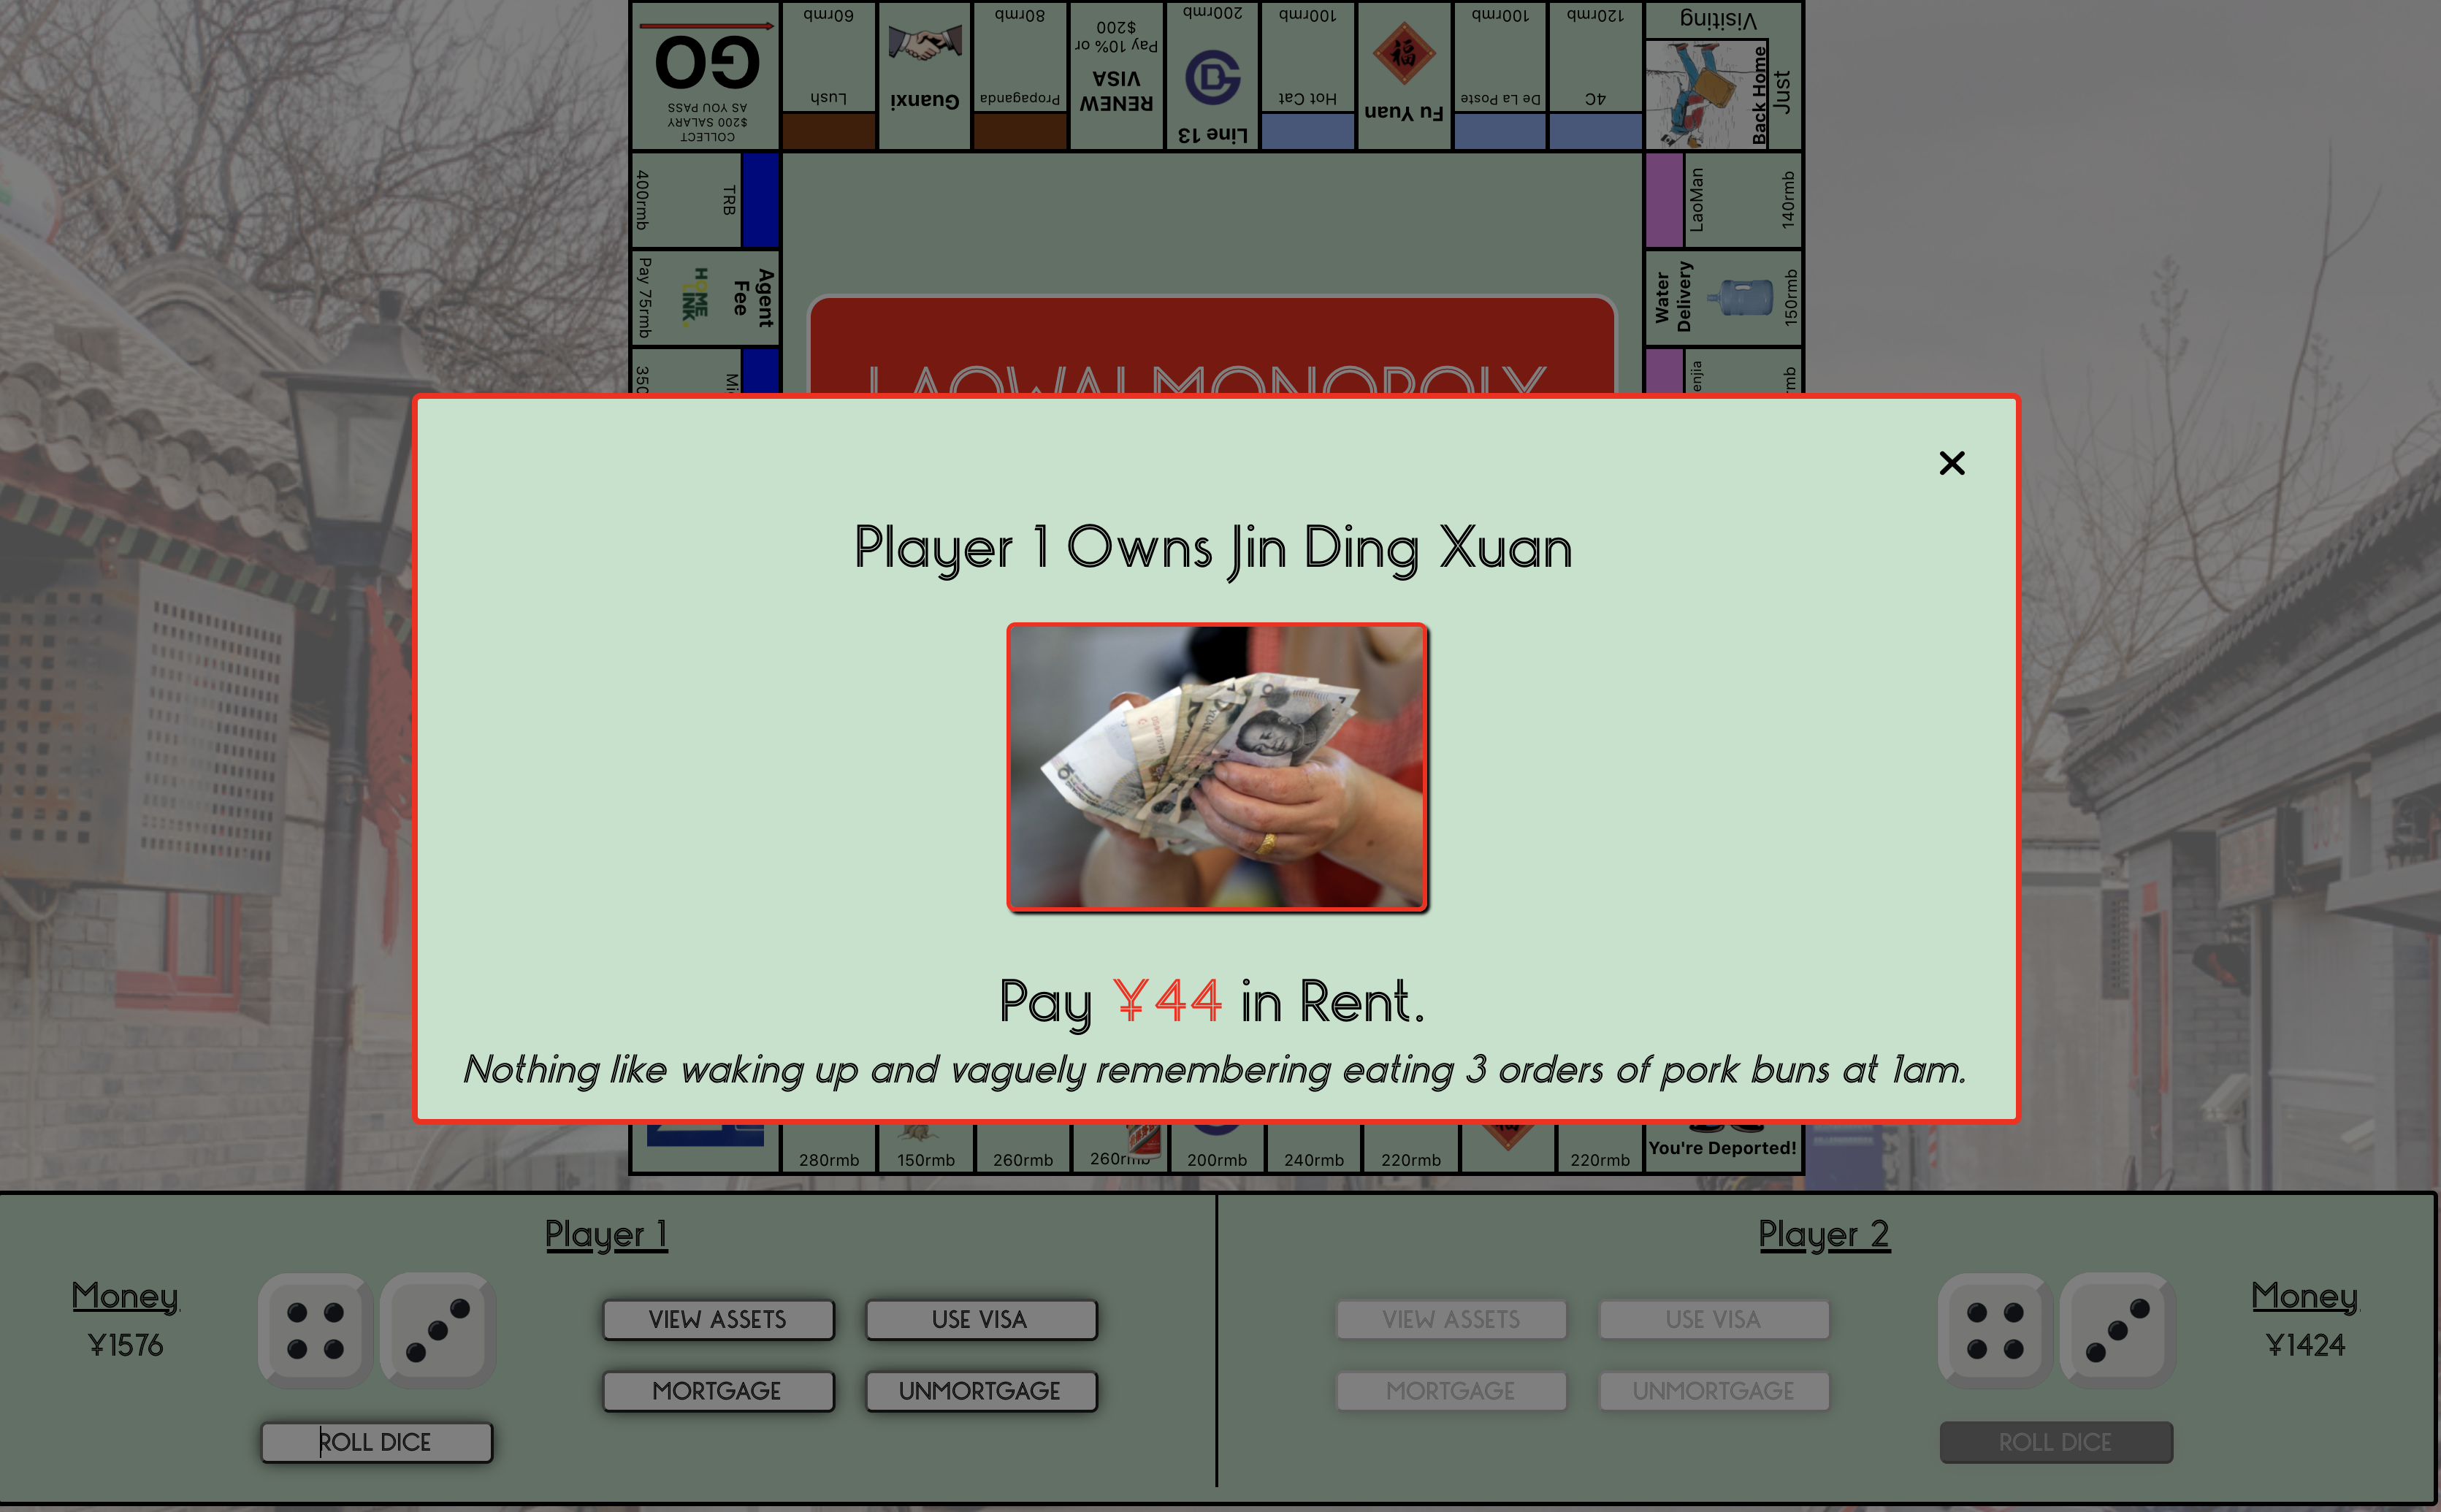 GO
COLLECT
$200 SALARY
AS YOU PASS
60rmb
Lush
Guanxi
80rmb
Propaganda
RENEW
VISA
Pay 10% or
$200
200rmb
Line 13
100rmb
Hot Cat
福
Fu Yuan
100rmb
De La Poste
120rmb
4C
Visiting
Just
Back Home
400rmb
TRB
LaoMan
140rmb
Pay 75rmb
HOME
LINK.
Agent
Fee
Water
Delivery
150rmb
LAOWAI MONOPOLY
Player 1 Owns Jin Ding Xuan
Pay ¥44 in Rent.
Nothing like waking up and vaguely remembering eating 3 orders of pork buns at 1am.
280rmb
150rmb
260rmb
260rmb
200rmb
240rmb
220rmb
220rmb
You're Deported!
Player 1
Money
¥1576
VIEW ASSETS
USE VISA
MORTGAGE
UNMORTGAGE
ROLL DICE
Player 2
VIEW ASSETS
USE VISA
MORTGAGE
UNMORTGAGE
Money
¥1424
ROLL DICE